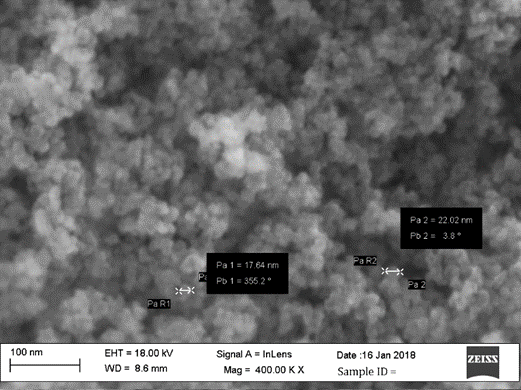 Pa 2 = 22.02 nm
Pb 2 = 3.8 °
Pa R2
Pa 2
Pa 1 = 17.64 nm
Pb 1 = 355.2 °
Pa
Pa R1
100 nm
EHT = 18.00 kV
WD = 8.6 mm
Signal A = InLens
Mag = 400.00 K X
Date :16 Jan 2018
Sample ID =
ZEISS